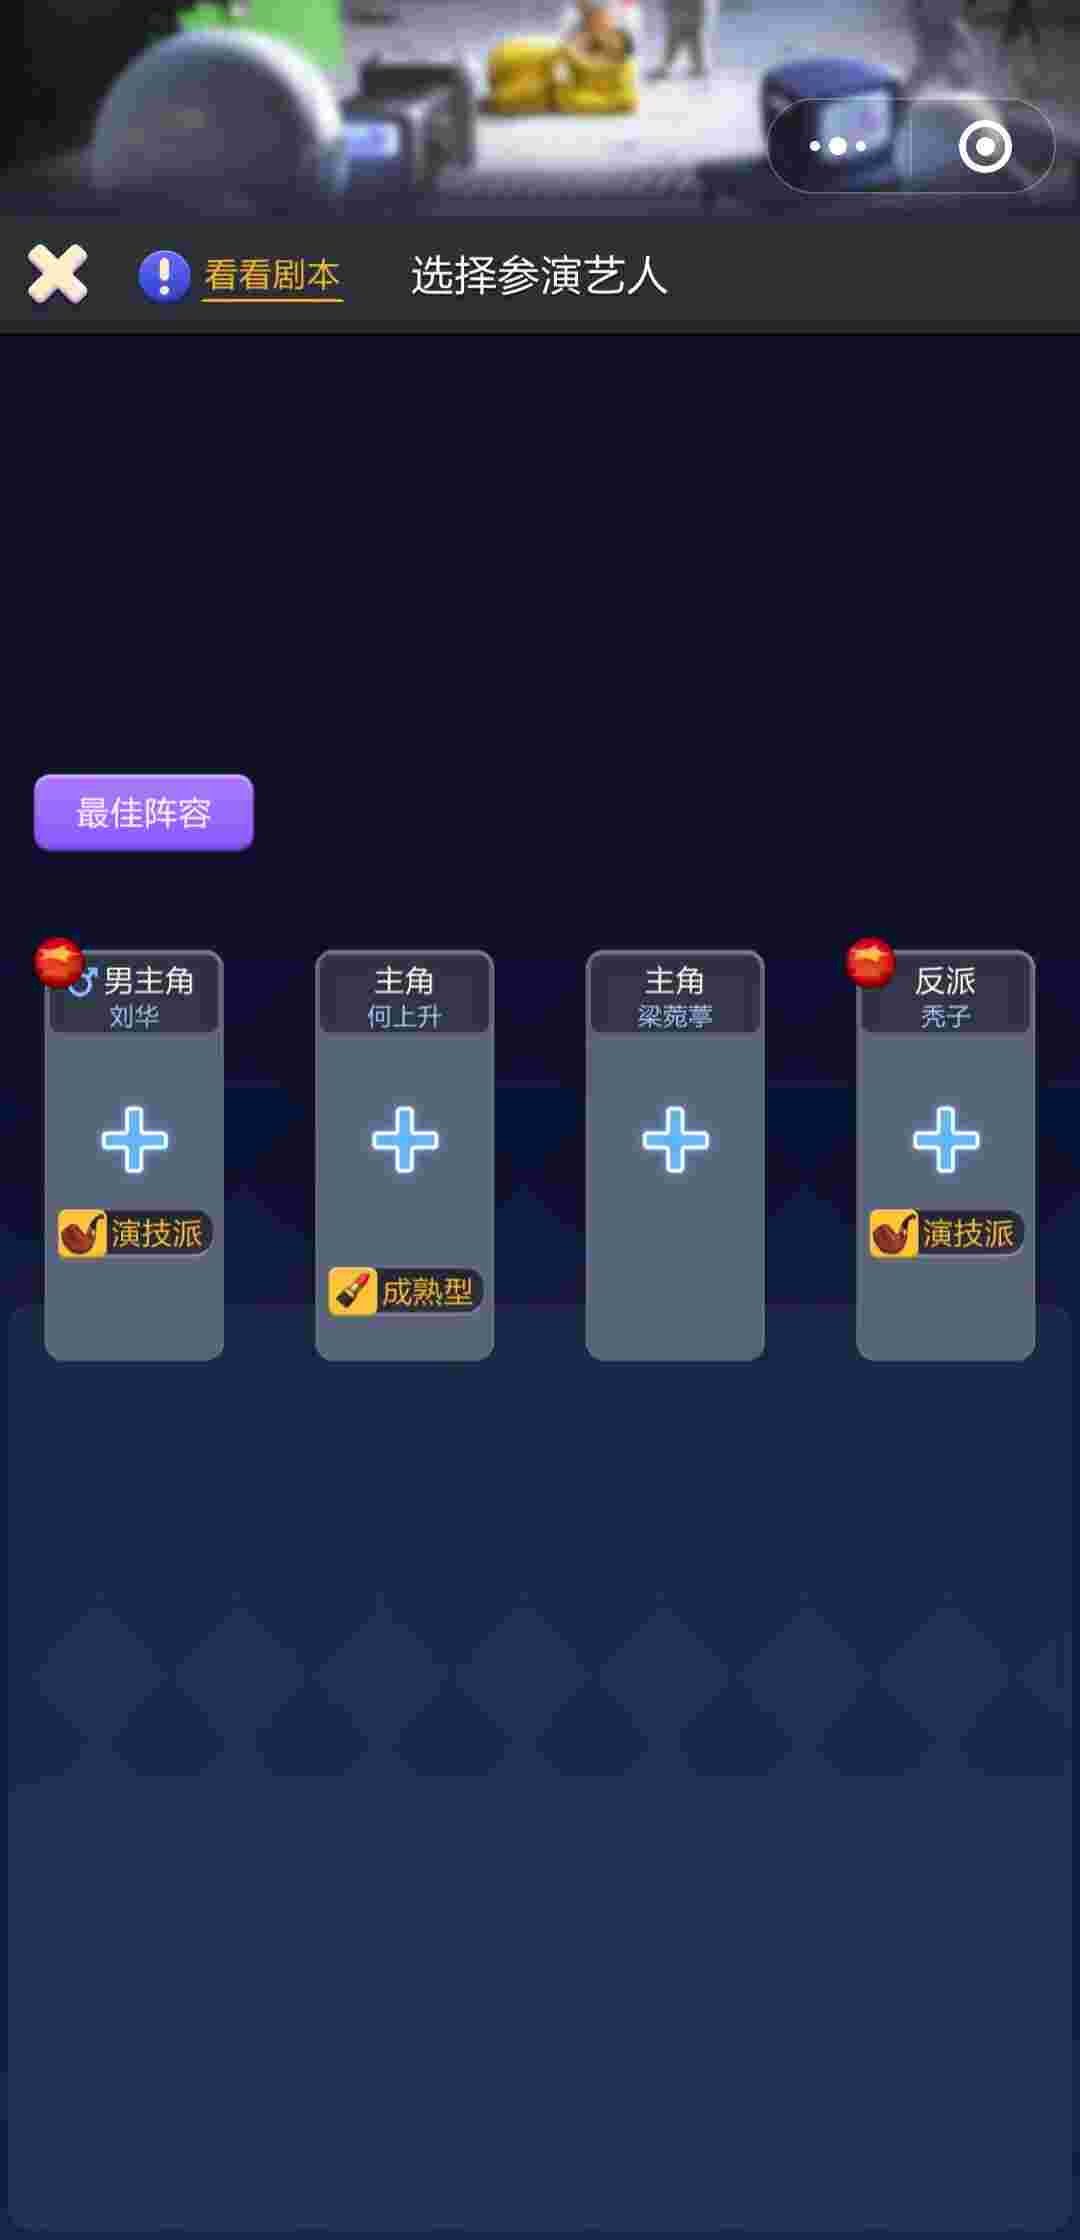 看看剧本
选择参演艺人
最佳阵容
男主角
刘华
主角
何上升
主角
梁菀葶
反派
秃子
演技派
成熟型
演技派